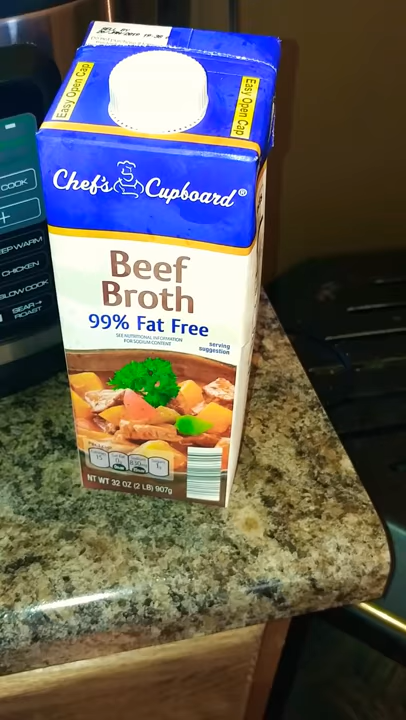 Easy Open Cap
Easy Open Cap
Chef's Cupboard®
Beef
Broth
99% Fat Free
SEE NUTRITIONAL INFORMATION
FOR SODIUM CONTENT
serving
suggestion
NT WT 32 OZ (2 LB) 907g
COOK
+
KEEP WARM
CHICKEN
SLOW COOK
SEAR→
ROAST